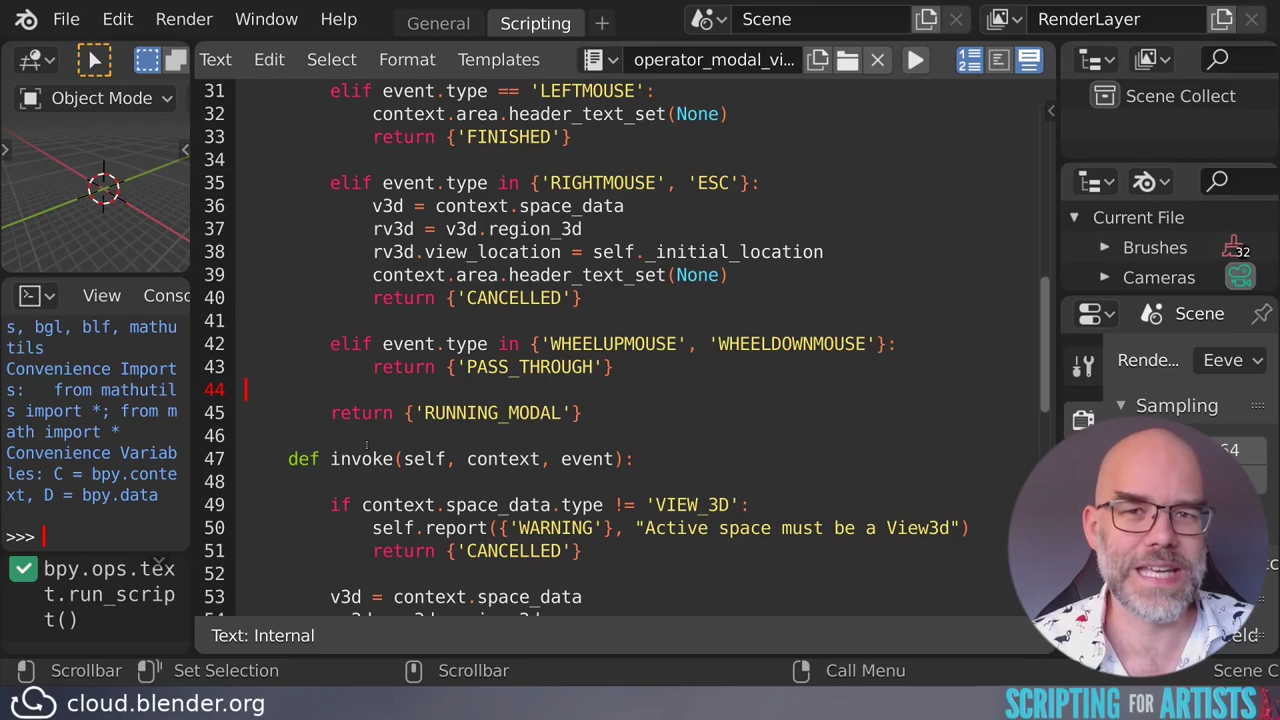 File Edit Render Window Help General Scripting + Scene RenderLayer
Text Edit Select Format Templates operator_modal_vi...
Object Mode
Scene Collect
31 elif event.type == 'LEFTMOUSE':
32 context.area.header_text_set(None)
33 return {'FINISHED'}
34
35 elif event.type in {'RIGHTMOUSE', 'ESC'}:
36 v3d = context.space_data
37 rv3d = v3d.region_3d
38 rv3d.view_location = self._initial_location
39 context.area.header_text_set(None)
40 return {'CANCELLED'}
41
42 elif event.type in {'WHEELUPMOUSE', 'WHEELDOWNMOUSE'}:
43 return {'PASS_THROUGH'}
44
45 return {'RUNNING_MODAL'}
46
47 def invoke(self, context, event):
48
49 if context.space_data.type != 'VIEW_3D':
50 self.report({'WARNING'}, "Active space must be a View3d")
51 return {'CANCELLED'}
52
53 v3d = context.space_data
Text: Internal
View Consc
s, bgl, blf, mathu
tils
Convenience Import
s: from mathutil
s import *; from m
ath import *
Convenience Variab
les: C = bpy.conte
xt, D = bpy.data
>>>
bpy.ops.tex
t.run_scrip
t()
Current File
Brushes 32
Cameras
Scene
Rende... Eevee
Sampling
64
Scrollbar Set Selection Scrollbar Call Menu Scene C
cloud.blender.org
SCRIPTING FOR ARTISTS